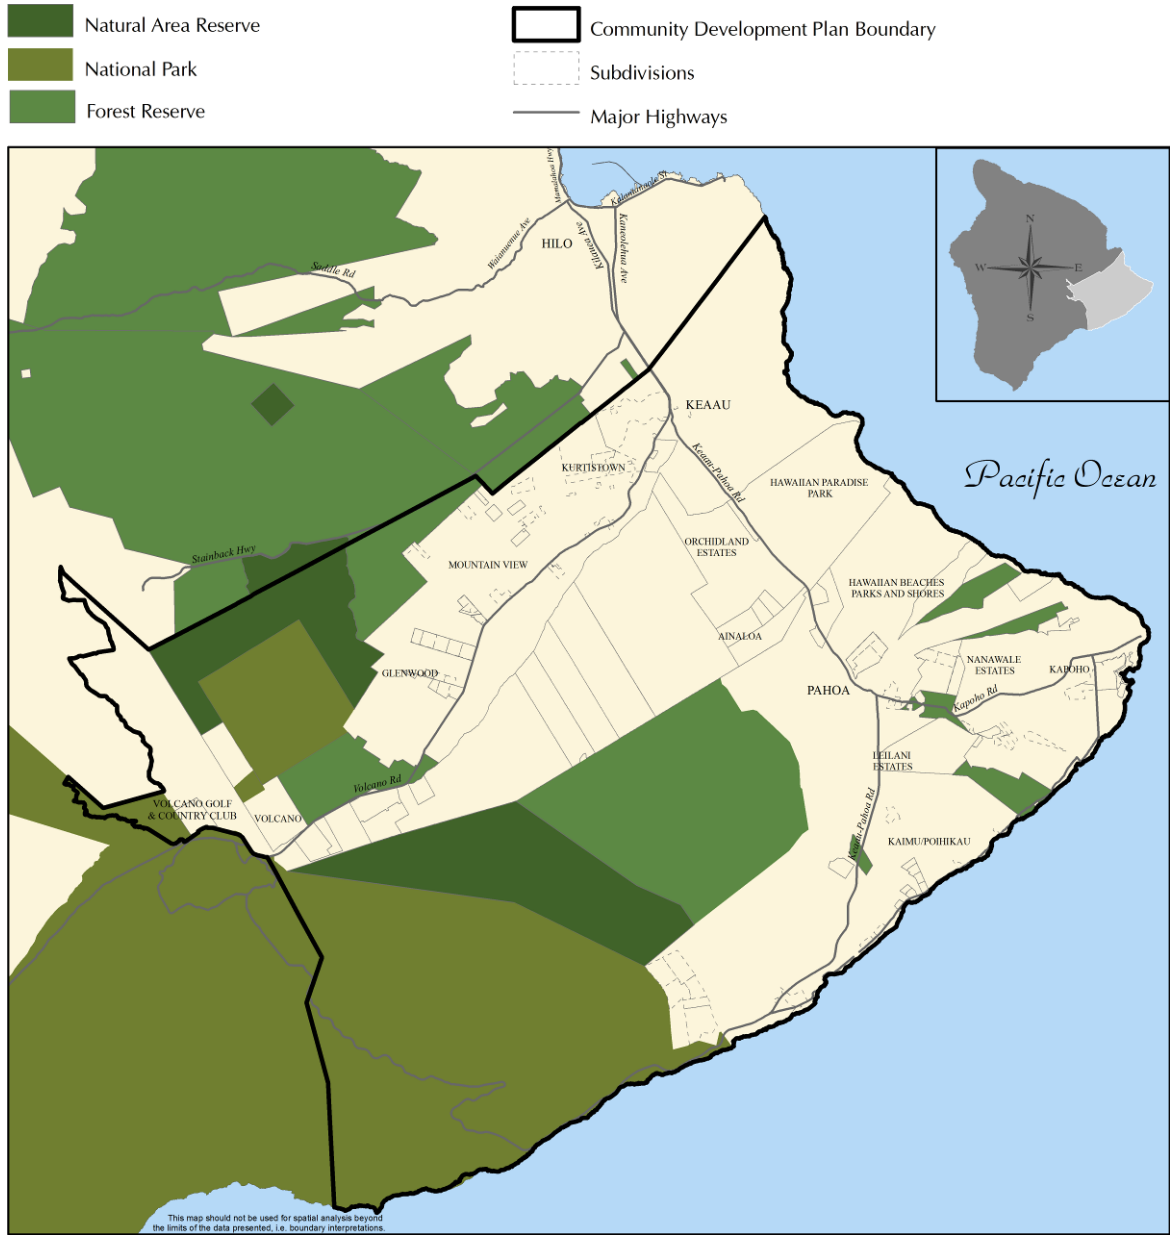 Natural Area Reserve
National Park
Forest Reserve
Community Development Plan Boundary
Subdivisions
Major Highways
Mamalahoa Hwy
Kalanianaole St
Waianuenue Ave
HILO
Kilauea Ave
Kaneolehua Ave
Saddle Rd
N
W
E
S
KEAAU
KURTISTOWN
Keaau-Pahoa Rd
HAWAIIAN PARADISE
PARK
Pacific Ocean
Stainback Hwy
MOUNTAIN VIEW
ORCHIDLAND
ESTATES
HAWAIIAN BEACHES
PARKS AND SHORES
AINALOA
GLENWOOD
NANAWALE
ESTATES
KAPOHO
PAHOA
Kapoho Rd
LEILANI
ESTATES
Volcano Rd
VOLCANO GOLF
& COUNTRY CLUB
VOLCANO
Keaau-Pahoa Rd
KAIMU/POIHIKAU
This map should not be used for spatial analysis beyond
the limits of the data presented, i.e. boundary interpretations.